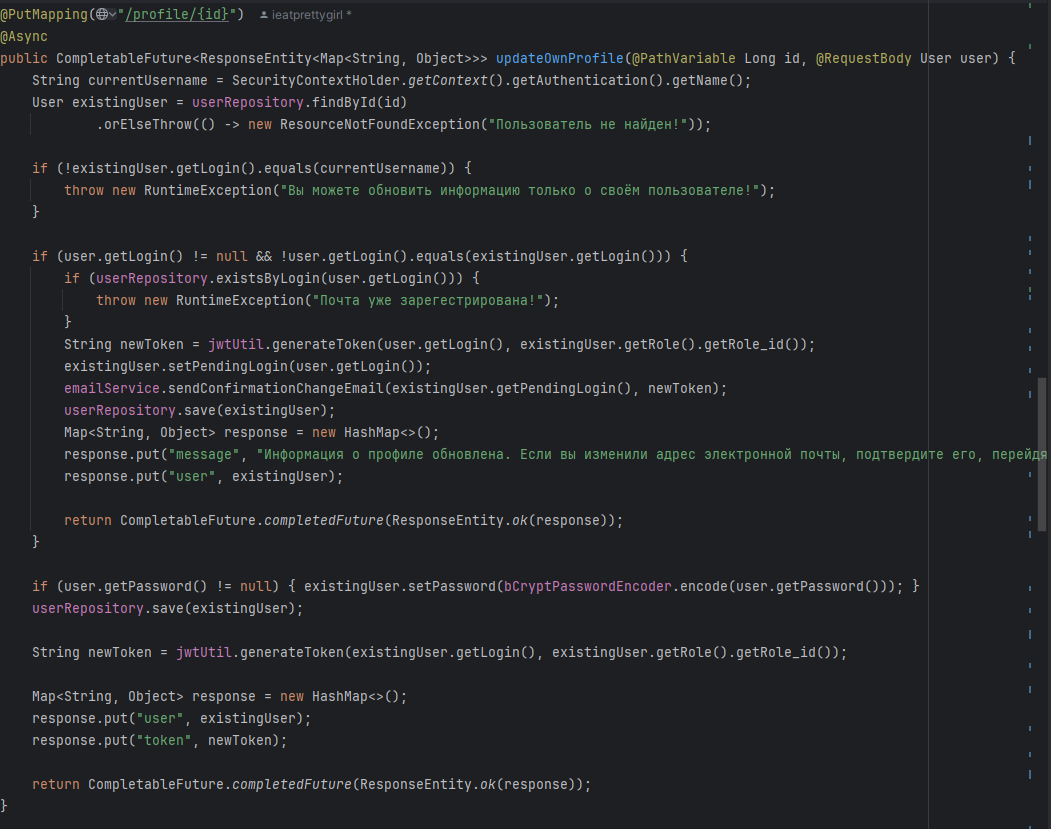 @PutMapping("/profile/{id}") ieatprettygirl *
@Async
public CompletableFuture<ResponseEntity<Map<String, Object>>> updateOwnProfile(@PathVariable Long id, @RequestBody User user) {
String currentUsername = SecurityContextHolder.getContext().getAuthentication().getName();
User existingUser = userRepository.findById(id)
.orElseThrow(() -> new ResourceNotFoundException("Пользователь не найден!"));
if (!existingUser.getLogin().equals(currentUsername)) {
throw new RuntimeException("Вы можете обновить информацию только о своём пользователе!");
}
if (user.getLogin() != null && !user.getLogin().equals(existingUser.getLogin())) {
if (userRepository.existsByLogin(user.getLogin())) {
throw new RuntimeException("Почта уже зарегестрирована!");
}
String newToken = jwtUtil.generateToken(user.getLogin(), existingUser.getRole().getRole_id());
existingUser.setPendingLogin(user.getLogin());
emailService.sendConfirmationChangeEmail(existingUser.getPendingLogin(), newToken);
userRepository.save(existingUser);
Map<String, Object> response = new HashMap<>();
response.put("message", "Информация о профиле обновлена. Если вы изменили адрес электронной почты, подтвердите его, перейдя
response.put("user", existingUser);
return CompletableFuture.completedFuture(ResponseEntity.ok(response));
}
if (user.getPassword() != null) { existingUser.setPassword(bCryptPasswordEncoder.encode(user.getPassword())); }
userRepository.save(existingUser);
String newToken = jwtUtil.generateToken(existingUser.getLogin(), existingUser.getRole().getRole_id());
Map<String, Object> response = new HashMap<>();
response.put("user", existingUser);
response.put("token", newToken);
return CompletableFuture.completedFuture(ResponseEntity.ok(response));
}